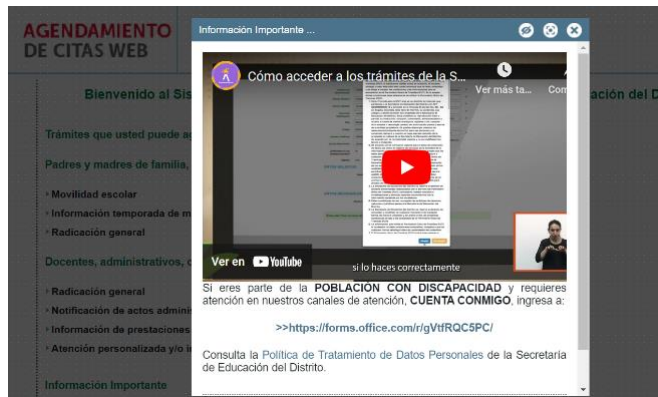 AGENDAMIENTO
DE CITAS WEB
Información Importante ...
Bienvenido al Sis
ación del D
Trámites que usted puede ag
Padres y madres de familia,
Movilidad escolar
Información temporada de m
Radicación general
Docentes, administrativos, c
Radicación general
Notificación de actos adminis
Información de prestaciones
Atención personalizada y/o i
Información Importante
Cómo acceder a los trámites de la S...
Ver más ta...
Com
Ver en YouTube
si lo haces correctamente
Si eres parte de la POBLACIÓN CON DISCAPACIDAD y requieres
atención en nuestros canales de atención, CUENTA CONMIGO, ingresa a:
>>https://forms.office.com/r/gVtfRQC5PC/
Consulta la Política de Tratamiento de Datos Personales de la Secretaría
de Educación del Distrito.